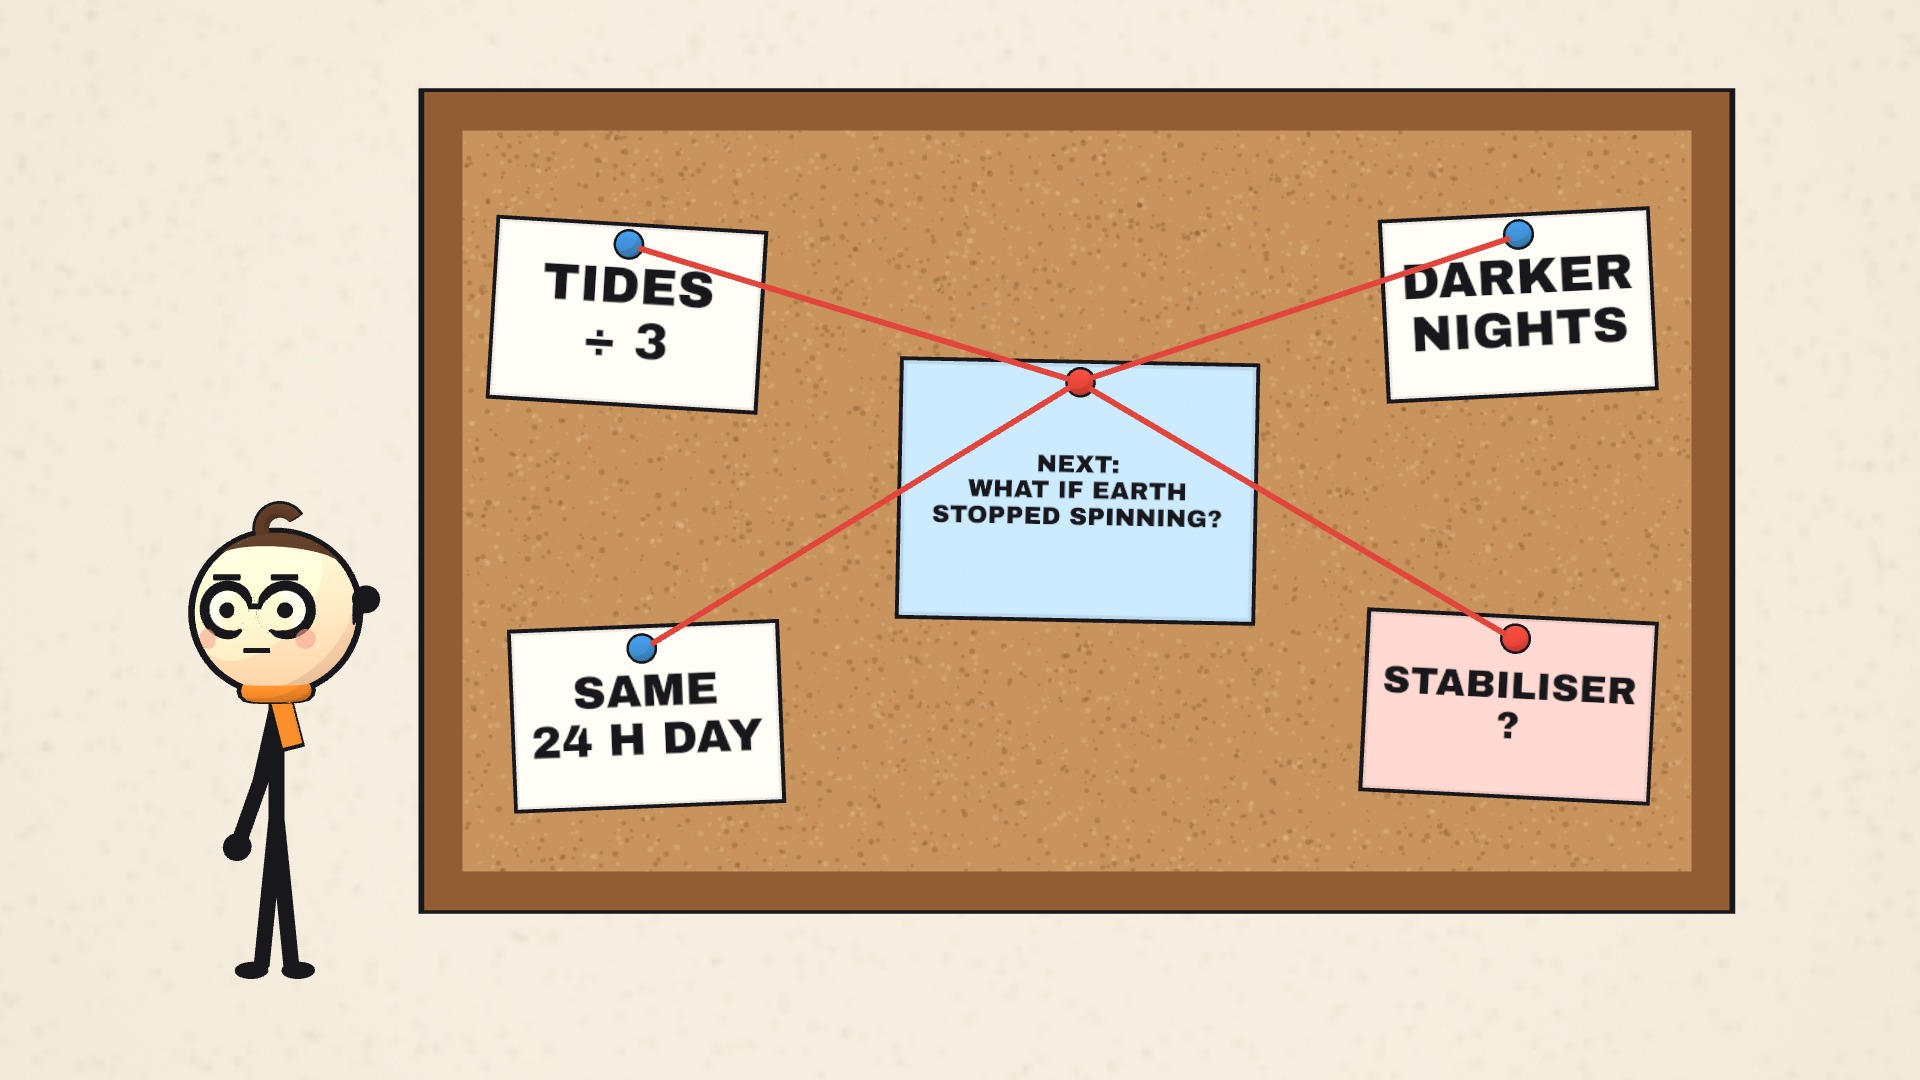 TIDES
÷ 3
DARKER
NIGHTS
NEXT:
WHAT IF EARTH
STOPPED SPINNING?
SAME
24 H DAY
STABILISER
?